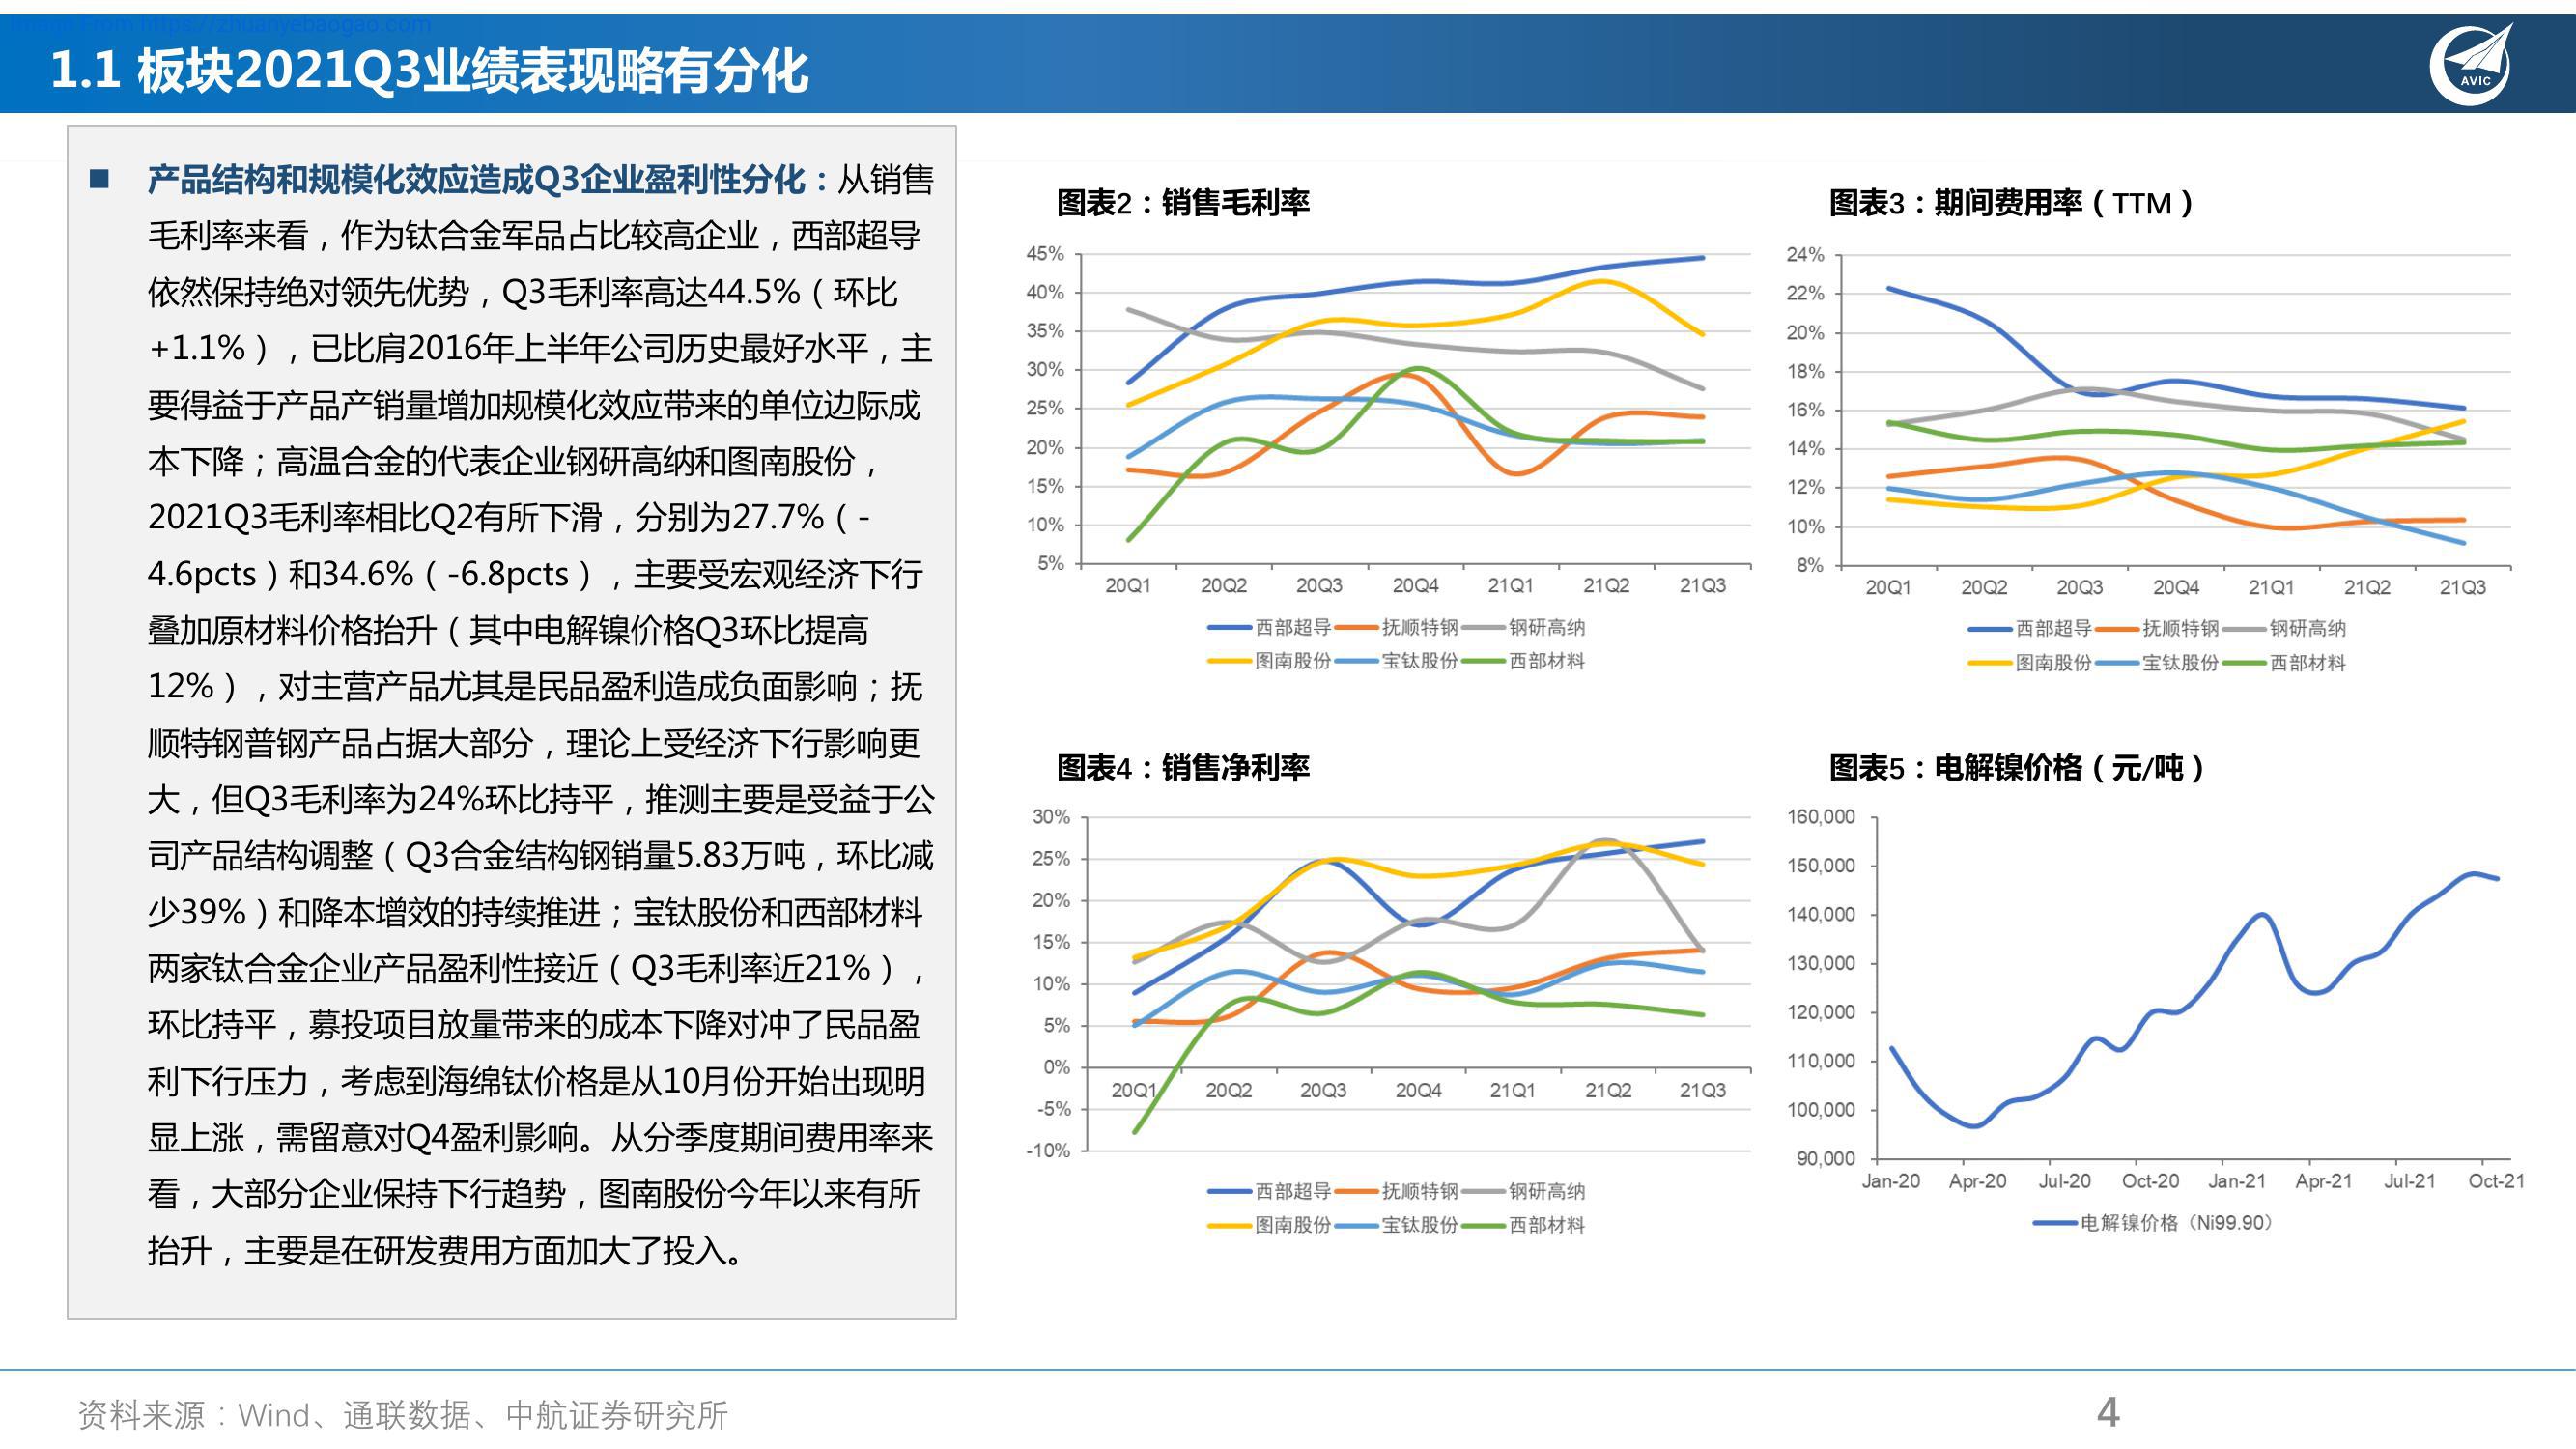 Image From https://zhuanyebaogao.com
1.1 板块2021Q3业绩表现略有分化
AVIC
■ 产品结构和规模化效应造成Q3企业盈利性分化：从销售
毛利率来看，作为钛合金军品占比较高企业，西部超导
依然保持绝对领先优势，Q3毛利率高达44.5%（环比
+1.1%），已比肩2016年上半年公司历史最好水平，主
要得益于产品产销量增加规模化效应带来的单位边际成
本下降；高温合金的代表企业钢研高纳和图南股份，
2021Q3毛利率相比Q2有所下滑，分别为27.7%（-
4.6pcts）和34.6%（-6.8pcts），主要受宏观经济下行
叠加原材料价格抬升（其中电解镍价格Q3环比提高
12%），对主营产品尤其是民品盈利造成负面影响；抚
顺特钢普钢产品占据大部分，理论上受经济下行影响更
大，但Q3毛利率为24%环比持平，推测主要是受益于公
司产品结构调整（Q3合金结构钢销量5.83万吨，环比减
少39%）和降本增效的持续推进；宝钛股份和西部材料
两家钛合金企业产品盈利性接近（Q3毛利率近21%），
环比持平，募投项目放量带来的成本下降对冲了民品盈
利下行压力，考虑到海绵钛价格是从10月份开始出现明
显上涨，需留意对Q4盈利影响。从分季度期间费用率来
看，大部分企业保持下行趋势，图南股份今年以来有所
抬升，主要是在研发费用方面加大了投入。
图表2：销售毛利率
45%
40%
35%
30%
25%
20%
15%
10%
5%
20Q1 20Q2 20Q3 20Q4 21Q1 21Q2 21Q3
西部超导 抚顺特钢 钢研高纳
图南股份 宝钛股份 西部材料
图表3：期间费用率（TTM）
24%
22%
20%
18%
16%
14%
12%
10%
8%
20Q1 20Q2 20Q3 20Q4 21Q1 21Q2 21Q3
西部超导 抚顺特钢 钢研高纳
图南股份 宝钛股份 西部材料
图表4：销售净利率
30%
25%
20%
15%
10%
5%
0%
20Q1 20Q2 20Q3 20Q4 21Q1 21Q2 21Q3
-5%
-10%
西部超导 抚顺特钢 钢研高纳
图南股份 宝钛股份 西部材料
图表5：电解镍价格（元/吨）
160,000
150,000
140,000
130,000
120,000
110,000
100,000
90,000
Jan-20 Apr-20 Jul-20 Oct-20 Jan-21 Apr-21 Jul-21 Oct-21
电解镍价格（Ni99.90）
资料来源：Wind、通联数据、中航证券研究所
4